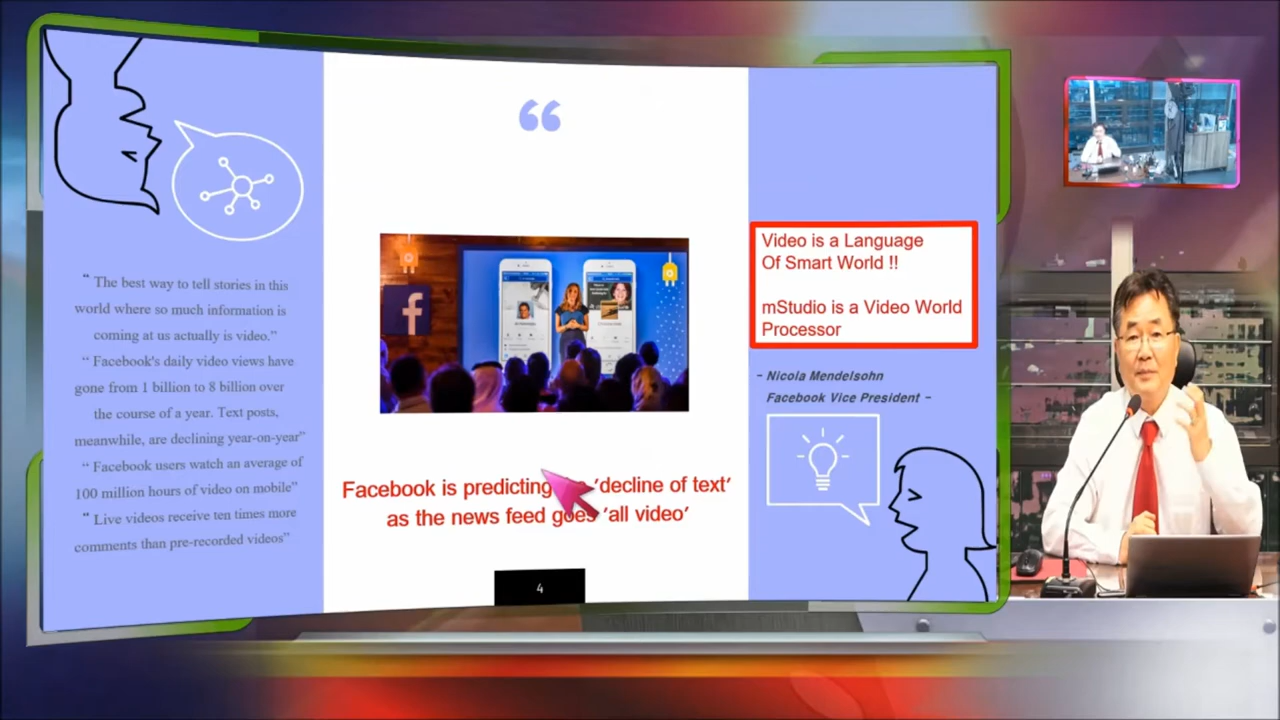 “
“ The best way to tell stories in this
world where so much information is
coming at us actually is video.”
“ Facebook's daily video views have
gone from 1 billion to 8 billion over
the course of a year. Text posts,
meanwhile, are declining year-on-year”
“ Facebook users watch an average of
100 million hours of video on mobile”
“ Live videos receive ten times more
comments than pre-recorded videos”
f
Facebook is predicting 'decline of text'
as the news feed goes 'all video'
4
Video is a Language
Of Smart World !!
mStudio is a Video World
Processor
- Nicola Mendelsohn
Facebook Vice President -